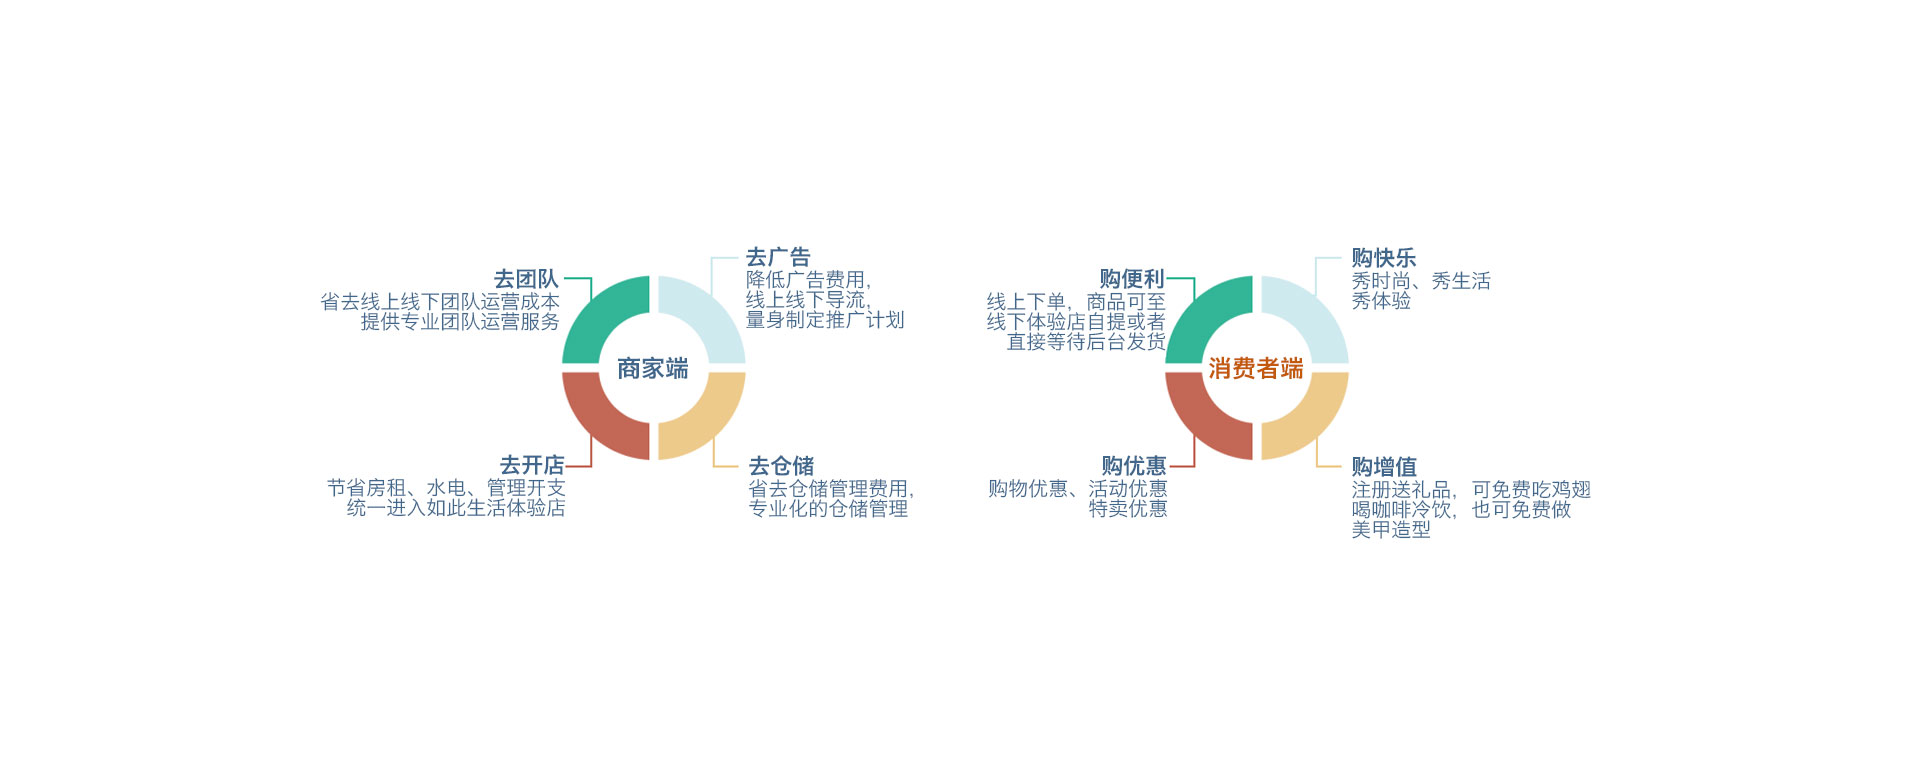 去团队
省去线上线下团队运营成本
提供专业团队运营服务
去广告
降低广告费用，
线上线下导流，
量身制定推广计划
商家端
去开店
节省房租、水电、管理开支
统一进入如此生活体验店
去仓储
省去仓储管理费用，
专业化的仓储管理
购便利
线上下单，商品可至
线下体验店自提或者
直接等待后台发货
购快乐
秀时尚、秀生活
秀体验
消费者端
购优惠
购物优惠、活动优惠
特卖优惠
购增值
注册送礼品，可免费吃鸡翅
喝咖啡冷饮，也可免费做
美甲造型